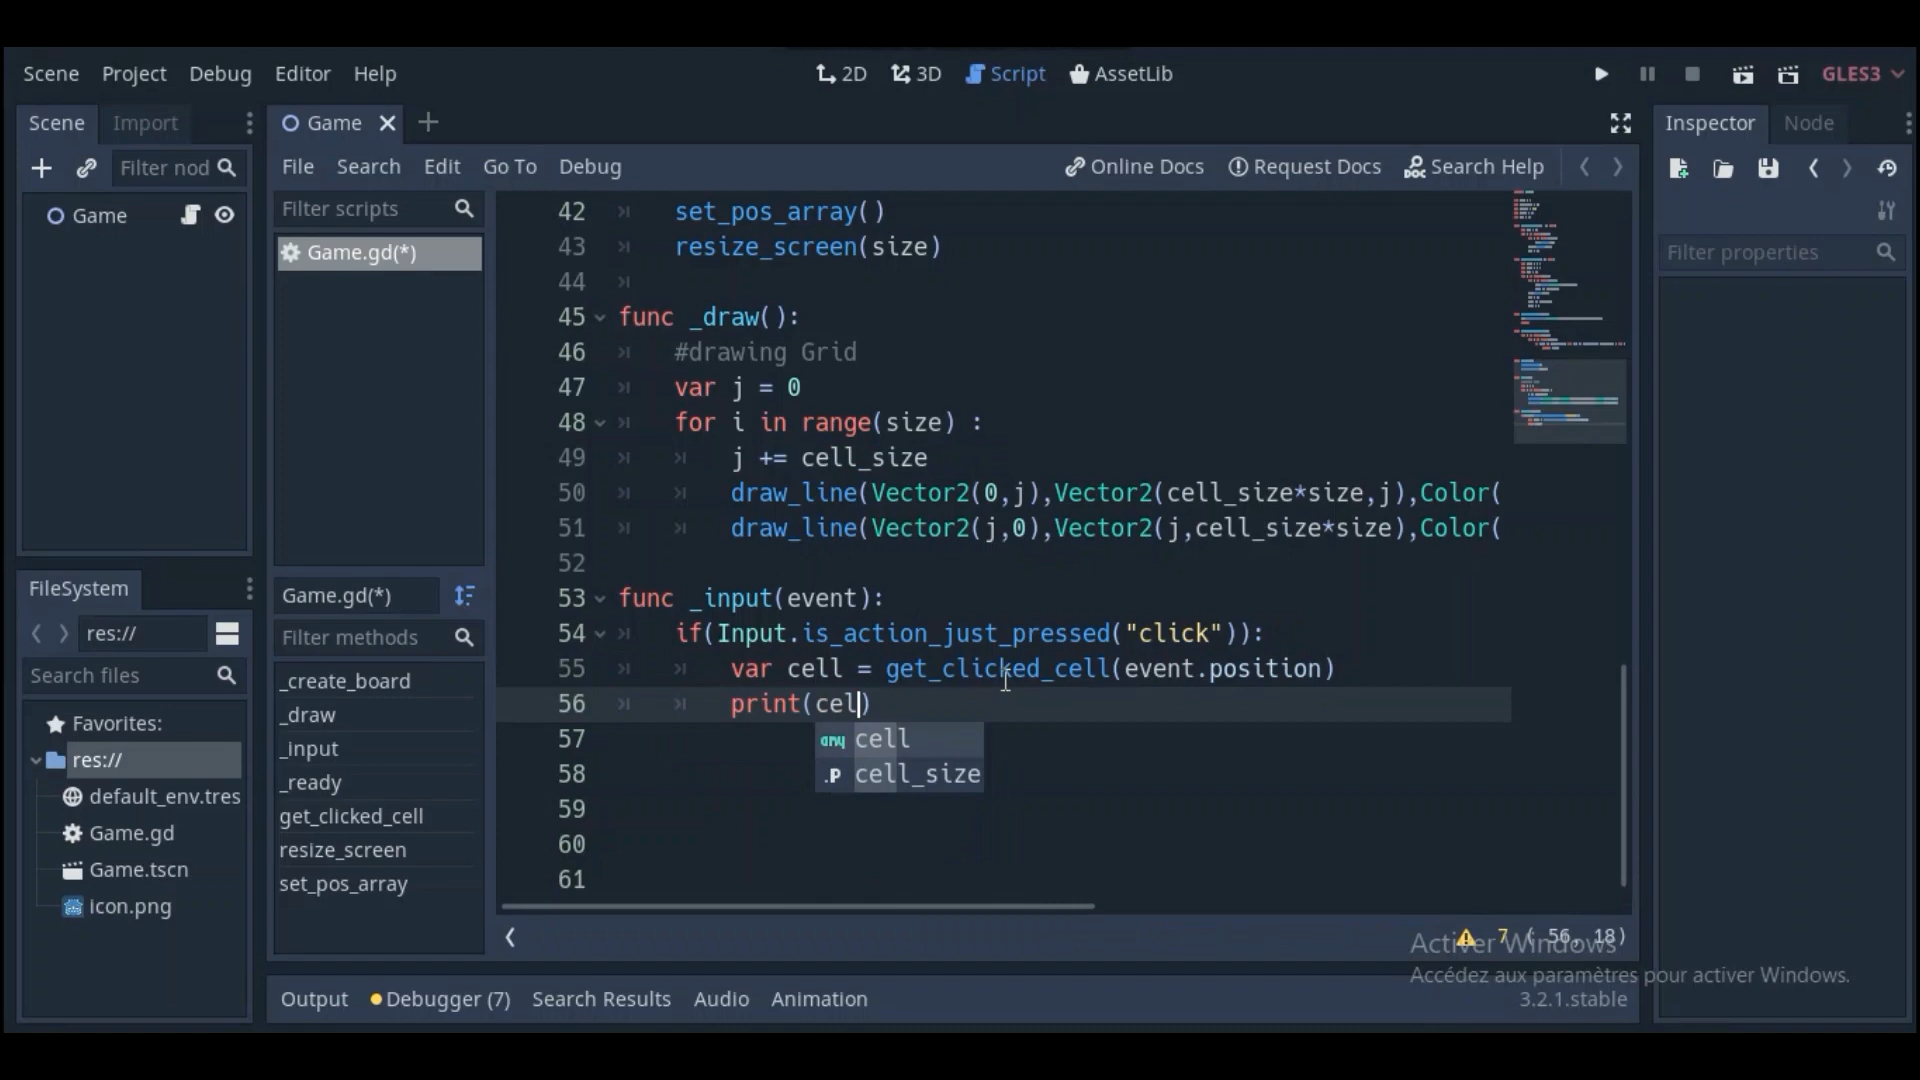 Scene Project Debug Editor Help 2D 3D Script AssetLib GLES3
Scene Import Game Inspector Node
Filter nod File Search Edit Go To Debug Online Docs Request Docs Search Help
Game Filter scripts
Game.gd(*)
Filter properties
42 set_pos_array()
43 resize_screen(size)
44
45 func _draw():
46 #drawing Grid
47 var j = 0
48 for i in range(size) :
49 j += cell_size
50 draw_line(Vector2(0,j),Vector2(cell_size*size,j),Color(
51 draw_line(Vector2(j,0),Vector2(j,cell_size*size),Color(
52
53 func _input(event):
54 if(Input.is_action_just_pressed("click")):
55 var cell = get_clicked_cell(event.position)
56 print(cel)
57
58
59
60
61
any cell
.P cell_size
FileSystem
res://
Search files
Favorites:
res://
default_env.tres
Game.gd
Game.tscn
icon.png
Game.gd(*)
Filter methods
_create_board
_draw
_input
_ready
get_clicked_cell
resize_screen
set_pos_array
7 ( 56, 18)
Activer Windows
Accédez aux paramètres pour activer Windows.
Output Debugger (7) Search Results Audio Animation 3.2.1.stable